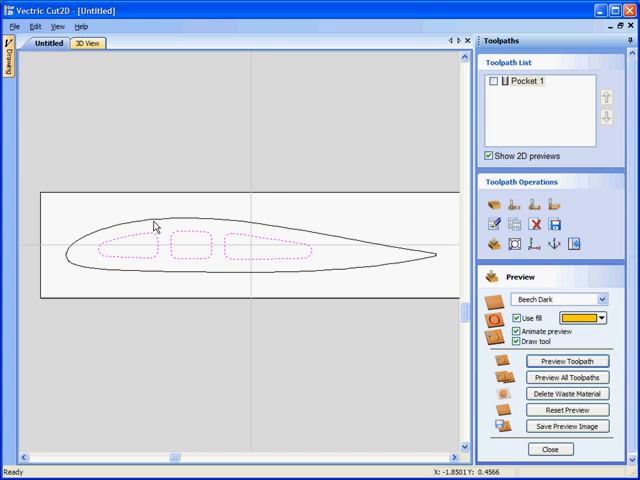 Vectric Cut2D - [Untitled]
File Edit View Help
Untitled 3D View
Drawing
Toolpaths
Toolpath List
Pocket 1
Show 2D previews
Toolpath Operations
Preview
Beech Dark
Use fill
Animate preview
Draw tool
Preview Toolpath
Preview All Toolpaths
Delete Waste Material
Reset Preview
Save Preview Image
Close
Ready
X: -1.8501 Y: 0.4566